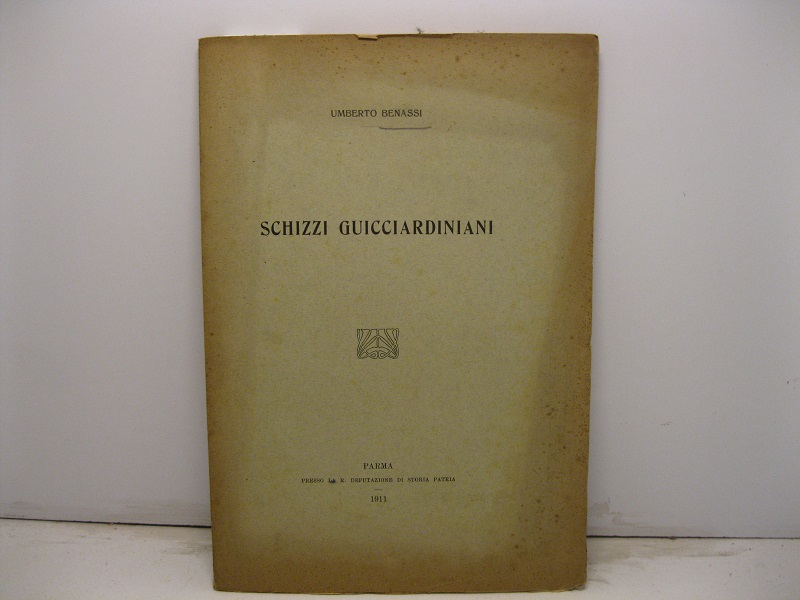 UMBERTO BENASSI
SCHIZZI GUICCIARDINIANI
PARMA
PRESSO LA R. DEPUTAZIONE DI STORIA PATRIA
1911